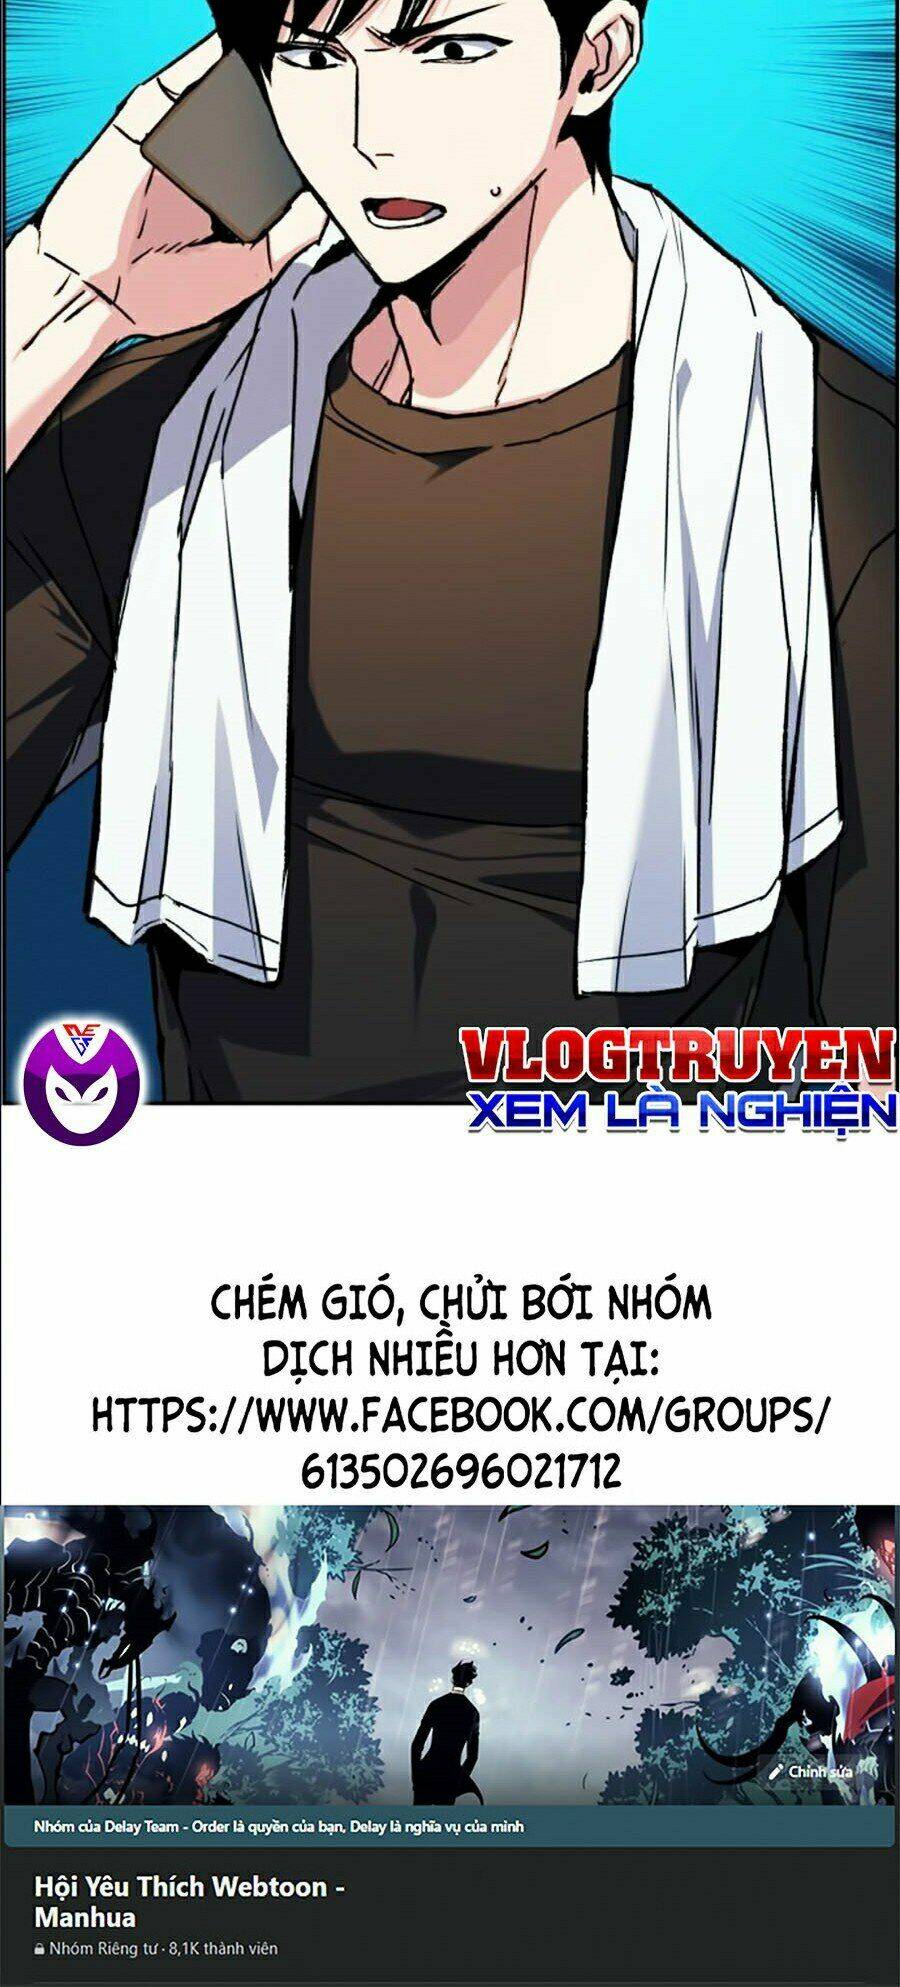 NE
GF
VLOGTRUYEN
XEM LÀ NGHIỆN
CHÉM GIÓ, CHỬI BỚI NHÓM
DỊCH NHIỀU HƠN TẠI:
HTTPS://WWW.FACEBOOK.COM/GROUPS/
613502696021712
Chỉnh sửa
Nhóm của Delay Team - Order là quyền của bạn, Delay là nghĩa vụ của mình
Hội Yêu Thích Webtoon -
Manhua
Nhóm Riêng tư · 8,1K thành viên